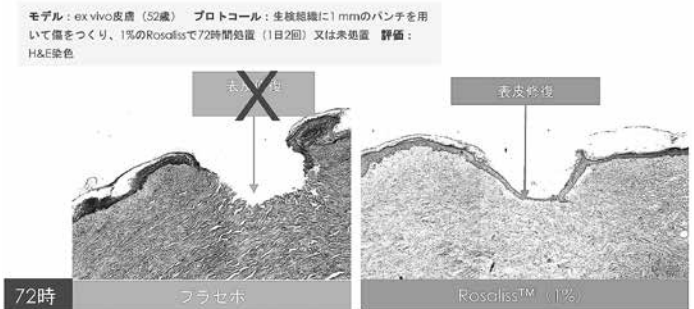 モデル：ex vivo皮膚（52歳）　プロトコール：生検組織に1 mmのパンチを用
いて傷をつくり、1%のRosalissで72時間処置（1日2回）又は未処置　評価：
H&E染色
表皮修復
表皮修復
72時
プラセボ
Rosaliss™（1%）